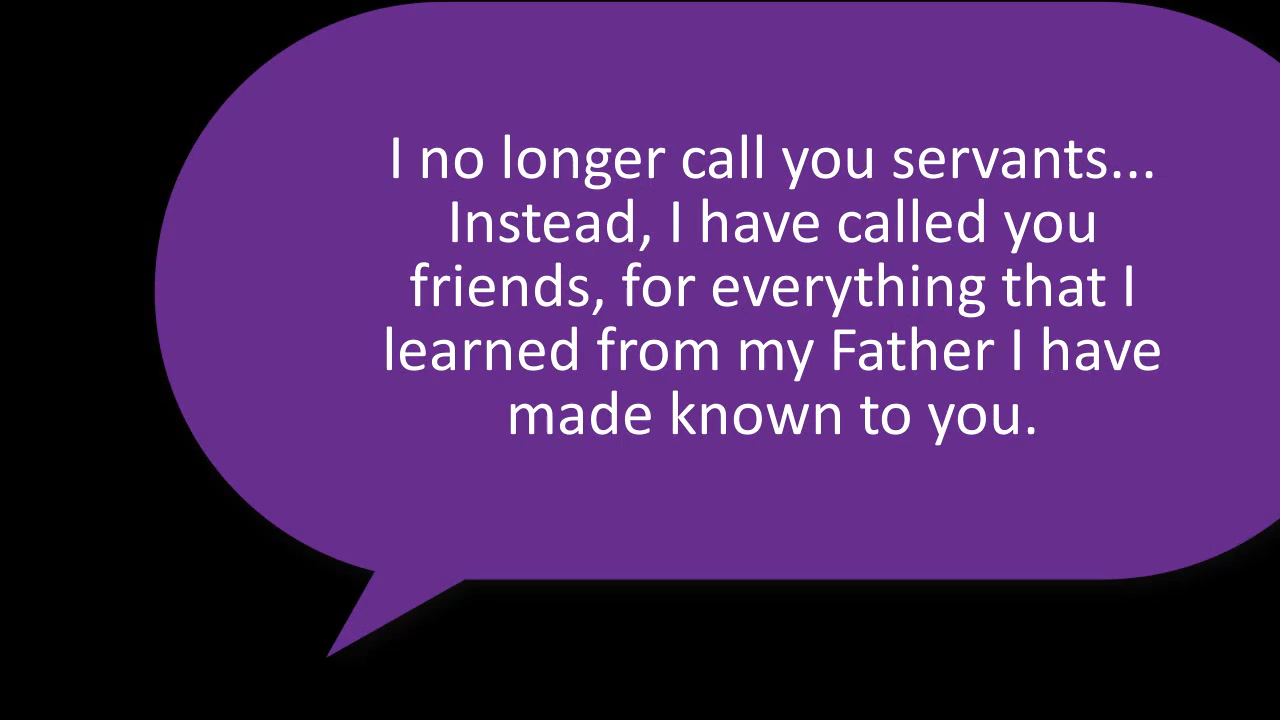 I no longer call you servants...
Instead, I have called you
friends, for everything that I
learned from my Father I have
made known to you.